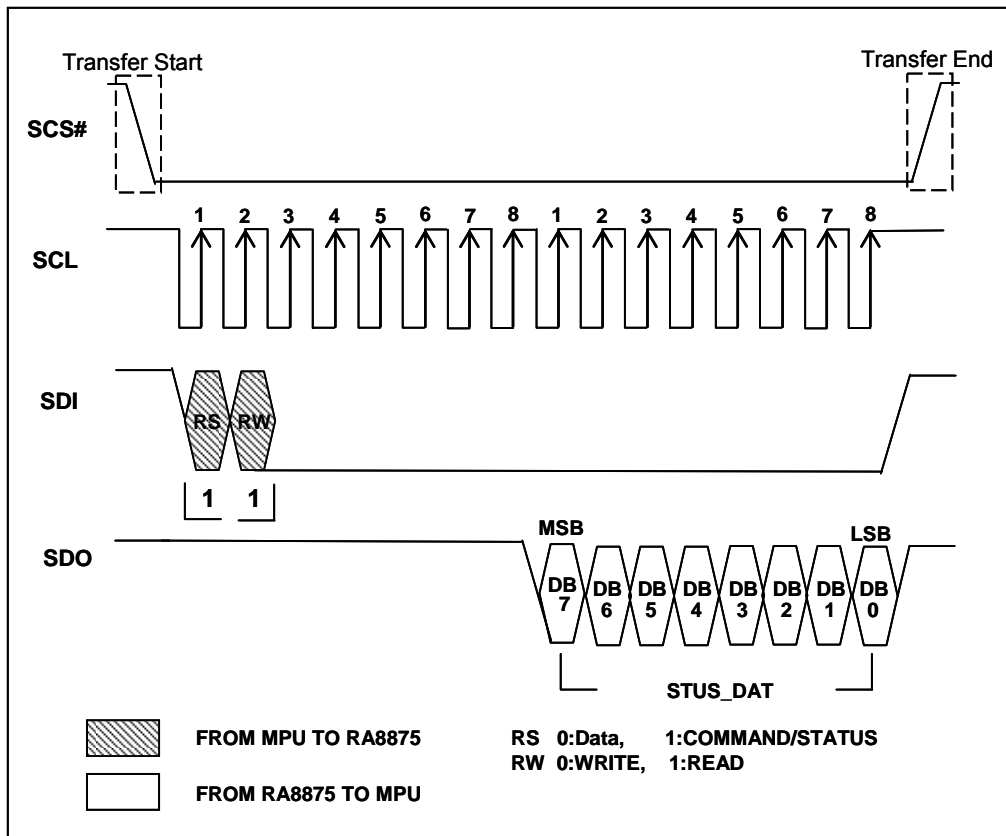 Transfer Start
Transfer End
SCS#
1 2 3 4 5 6 7 8 1 2 3 4 5 6 7 8
SCL
SDI
RS RW
1 1
MSB
LSB
SDO
DB 7 DB 6 DB 5 DB 4 DB 3 DB 2 DB 1 DB 0
STUS_DAT
FROM MPU TO RA8875
RS 0:Data, 1:COMMAND/STATUS
RW 0:WRITE, 1:READ
FROM RA8875 TO MPU